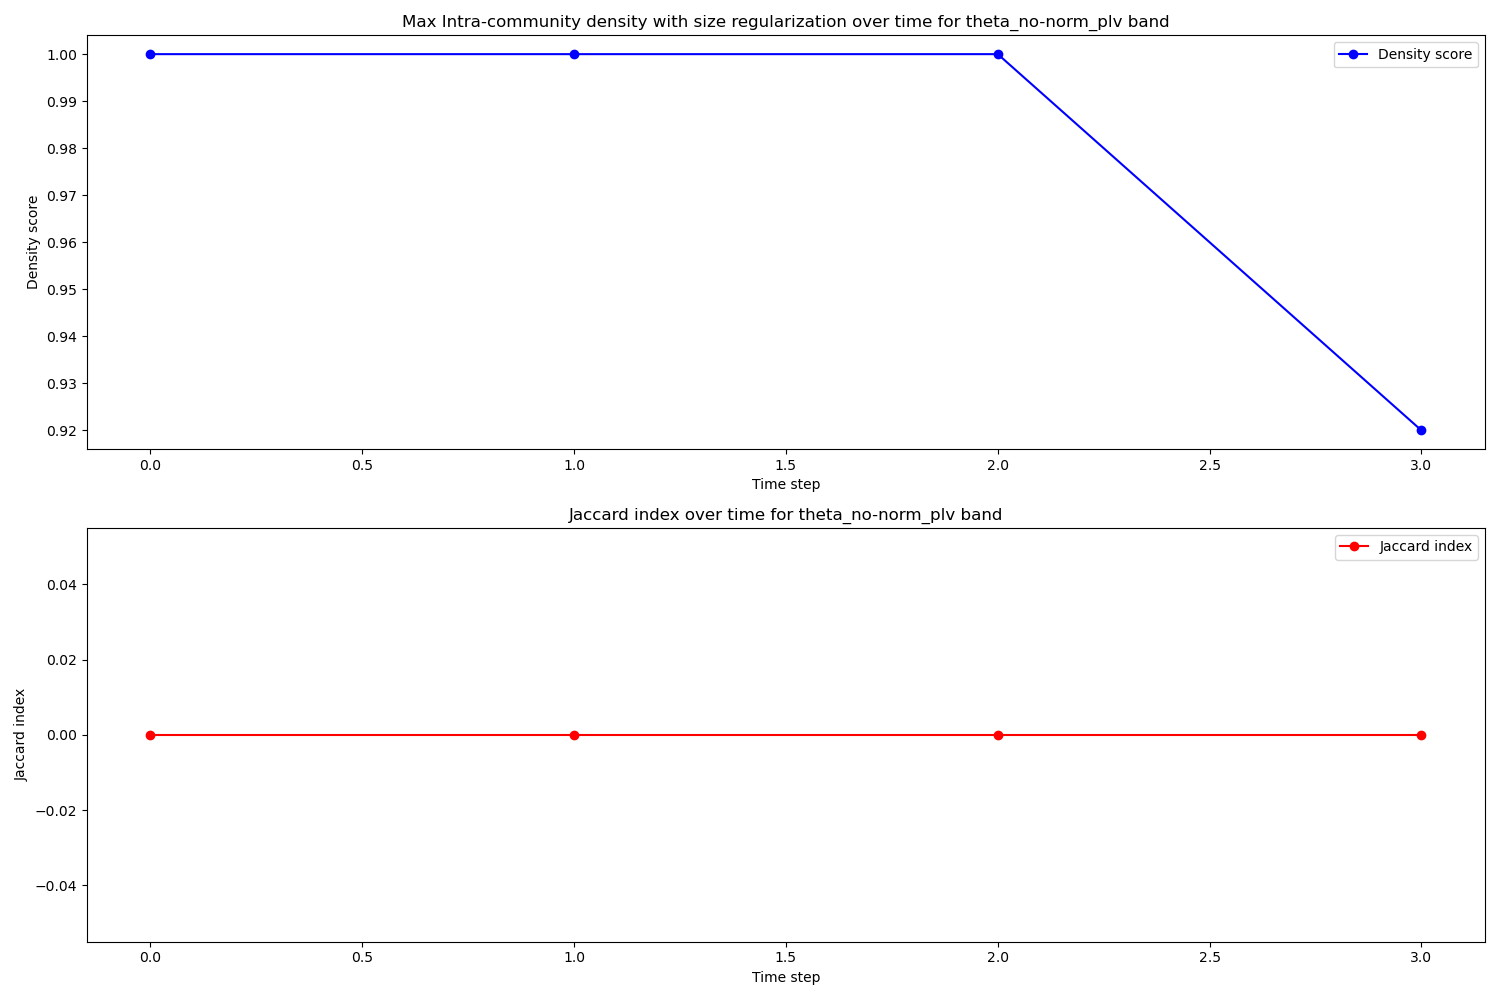 Max Intra-community density with size regularization over time for theta_no-norm_plv band
Density score
1.00
0.99
0.98
0.97
0.96
0.95
0.94
0.93
0.92
Density score
0.0 0.5 1.0 1.5 2.0 2.5 3.0
Time step
Jaccard index over time for theta_no-norm_plv band
Jaccard index
0.04
0.02
0.00
−0.02
−0.04
Jaccard index
0.0 0.5 1.0 1.5 2.0 2.5 3.0
Time step